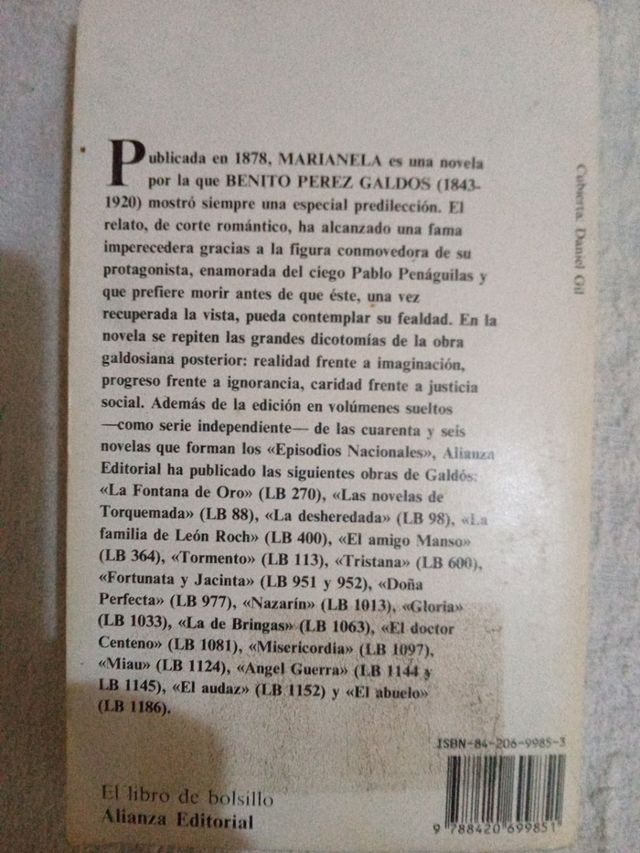 Publicada en 1878, MARIANELA es una novela
por la que BENITO PEREZ GALDOS (1843-
1920) mostró siempre una especial predilección. El
relato, de corte romántico, ha alcanzado una fama
imperecedera gracias a la figura conmovedora de su
protagonista, enamorada del ciego Pablo Penáguilas y
que prefiere morir antes de que éste, una vez
recuperada la vista, pueda contemplar su fealdad. En la
novela se repiten las grandes dicotomías de la obra
galdosiana posterior: realidad frente a imaginación,
progreso frente a ignorancia, caridad frente a justicia
social. Además de la edición en volúmenes sueltos
—como serie independiente— de las cuarenta y seis
novelas que forman los «Episodios Nacionales», Alianza
Editorial ha publicado las siguientes obras de Galdós:
«La Fontana de Oro» (LB 270), «Las novelas de
Torquemada» (LB 88), «La desheredada» (LB 98), «La
familia de León Roch» (LB 400), «El amigo Manso»
(LB 364), «Tormento» (LB 113), «Tristana» (LB 600),
«Fortunata y Jacinta» (LB 951 y 952), «Doña
Perfecta» (LB 977), «Nazarín» (LB 1013), «Gloria»
(LB 1033), «La de Bringas» (LB 1063), «El doctor
Centeno» (LB 1081), «Misericordia» (LB 1097),
«Miau» (LB 1124), «Angel Guerra» (LB 1144 y
LB 1145), «El audaz» (LB 1152) y «El abuelo»
(LB 1186).
Cubierta: Daniel Gil
ISBN-84-206-9985-3
9 788420 699851
El libro de bolsillo
Alianza Editorial